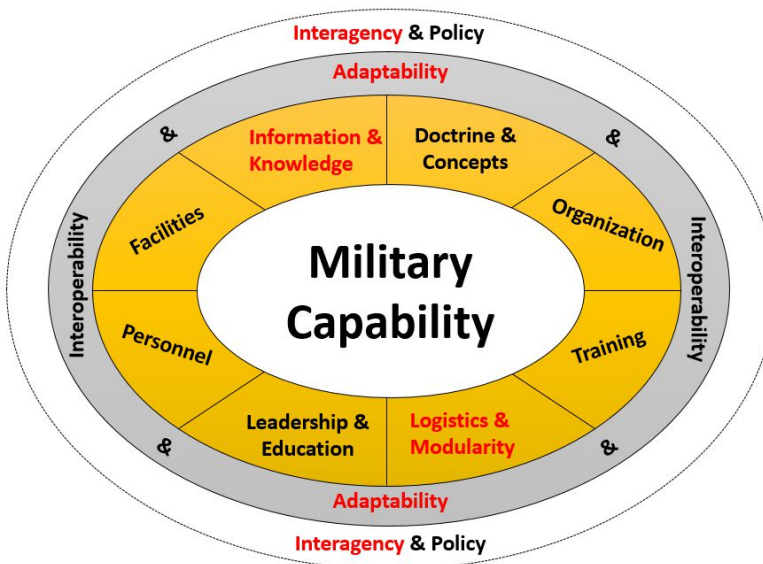 Interagency & Policy
Adaptability
&
&
Information &
Knowledge
Doctrine &
Concepts
Facilities
Organization
Interoperability
Military
Capability
Interoperability
Personnel
Training
Leadership &
Education
Logistics &
Modularity
&
&
Adaptability
Interagency & Policy